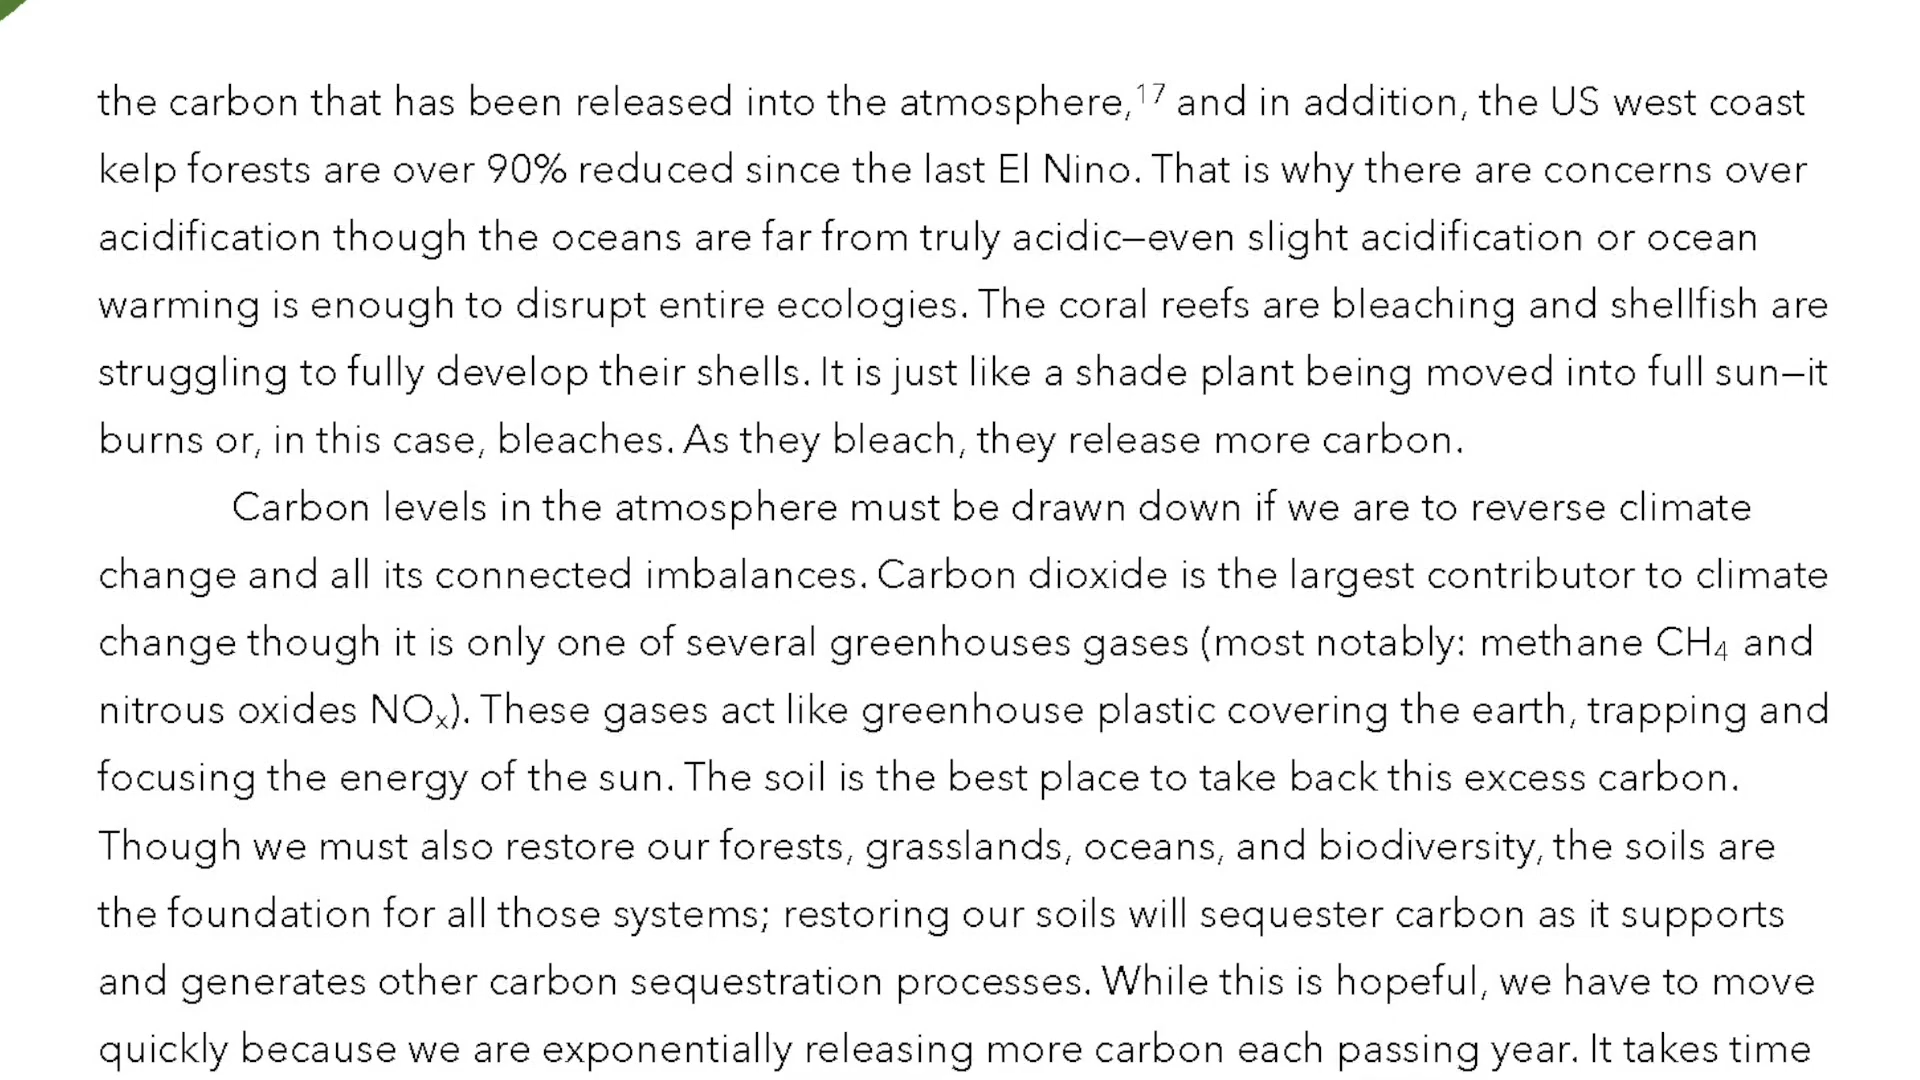 the carbon that has been released into the atmosphere,¹⁷ and in addition, the US west coast
kelp forests are over 90% reduced since the last El Nino. That is why there are concerns over
acidification though the oceans are far from truly acidic—even slight acidification or ocean
warming is enough to disrupt entire ecologies. The coral reefs are bleaching and shellfish are
struggling to fully develop their shells. It is just like a shade plant being moved into full sun—it
burns or, in this case, bleaches. As they bleach, they release more carbon.
Carbon levels in the atmosphere must be drawn down if we are to reverse climate
change and all its connected imbalances. Carbon dioxide is the largest contributor to climate
change though it is only one of several greenhouses gases (most notably: methane CH₄ and
nitrous oxides NOₓ). These gases act like greenhouse plastic covering the earth, trapping and
focusing the energy of the sun. The soil is the best place to take back this excess carbon.
Though we must also restore our forests, grasslands, oceans, and biodiversity, the soils are
the foundation for all those systems; restoring our soils will sequester carbon as it supports
and generates other carbon sequestration processes. While this is hopeful, we have to move
quickly because we are exponentially releasing more carbon each passing year. It takes time